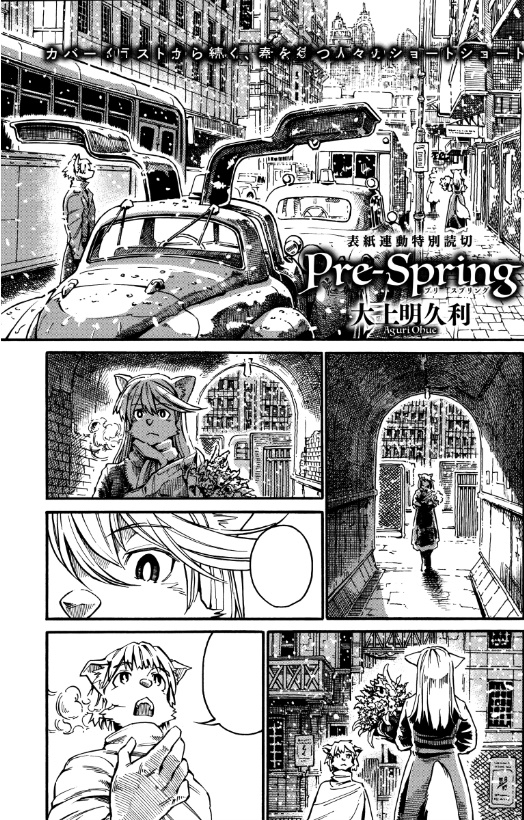 カバーイラストから続く、春を待つ人々のショートショート
表紙連動特別読切
Pre-Spring
プリ スプリング
大上明久利
Aguri Ohue